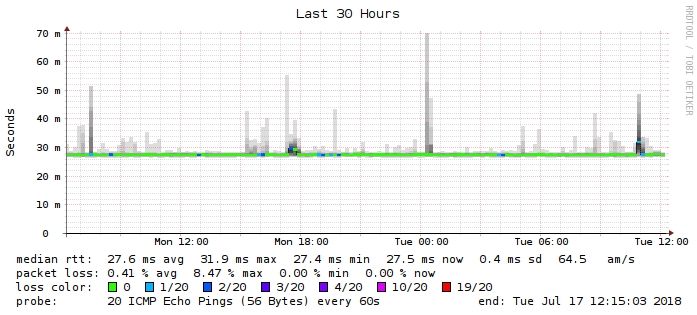 Last 30 Hours
RRDTOOL / TOBI OETIKER
Seconds
70 m
60 m
50 m
40 m
30 m
20 m
10 m
0
Mon 12:00 Mon 18:00 Tue 00:00 Tue 06:00 Tue 12:00
median rtt: 27.6 ms avg 31.9 ms max 27.4 ms min 27.5 ms now 0.4 ms sd 64.5 am/s
packet loss: 0.41 % avg 8.47 % max 0.00 % min 0.00 % now
loss color: 0 1/20 2/20 3/20 4/20 10/20 19/20
probe: 20 ICMP Echo Pings (56 Bytes) every 60s end: Tue Jul 17 12:15:03 2018